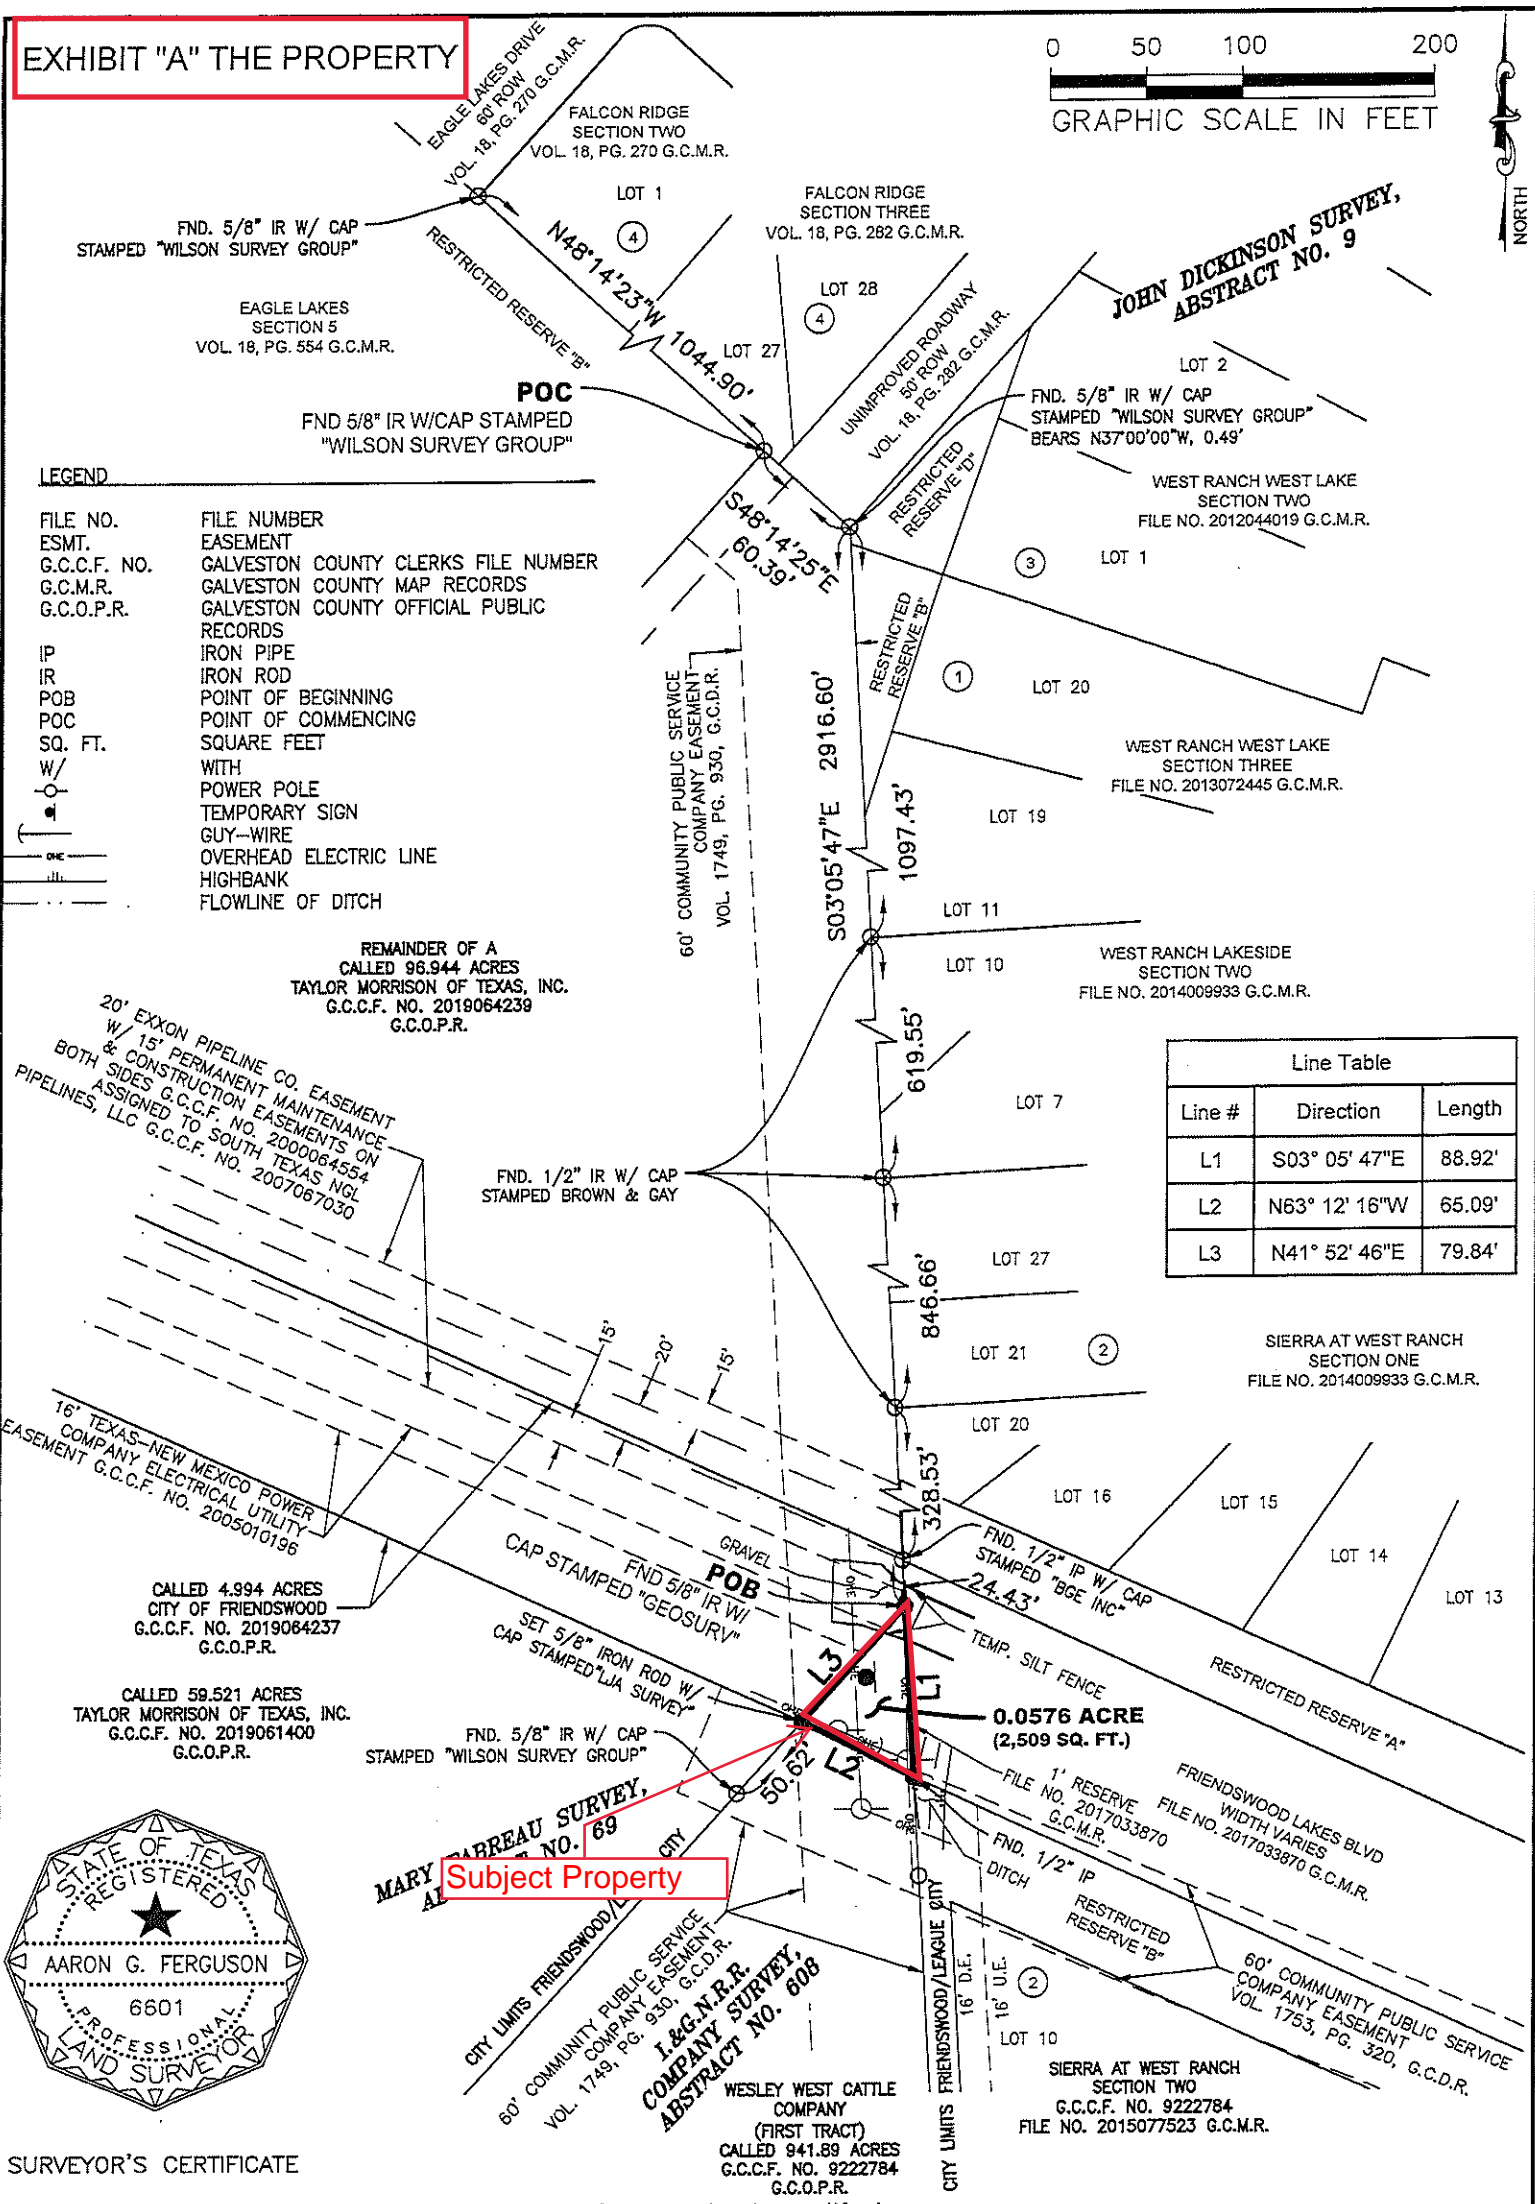 EXHIBIT "A" THE PROPERTY
0 50 100 200
GRAPHIC SCALE IN FEET
NORTH
EAGLE LAKES DRIVE
60' ROW
VOL. 18, PG. 270 G.C.M.R.
FALCON RIDGE
SECTION TWO
VOL. 18, PG. 270 G.C.M.R.
LOT 1
4
FALCON RIDGE
SECTION THREE
VOL. 18, PG. 282 G.C.M.R.
LOT 28
4
LOT 27
JOHN DICKINSON SURVEY,
ABSTRACT NO. 9
FND. 5/8" IR W/ CAP
STAMPED "WILSON SURVEY GROUP"
N48°14'23"W 1044.90'
RESTRICTED RESERVE "B"
EAGLE LAKES
SECTION 5
VOL. 18, PG. 554 G.C.M.R.
UNIMPROVED ROADWAY
50' ROW
VOL. 18, PG. 282 G.C.M.R.
LOT 2
POC
FND 5/8" IR W/CAP STAMPED
"WILSON SURVEY GROUP"
FND. 5/8" IR W/ CAP
STAMPED "WILSON SURVEY GROUP"
BEARS N37°00'00"W, 0.49'
RESTRICTED
RESERVE "D"
WEST RANCH WEST LAKE
SECTION TWO
FILE NO. 2012044019 G.C.M.R.
S48°14'25"E
60.39'
3
LOT 1
LEGEND
FILE NO. FILE NUMBER
ESMT. EASEMENT
G.C.C.F. NO. GALVESTON COUNTY CLERKS FILE NUMBER
G.C.M.R. GALVESTON COUNTY MAP RECORDS
G.C.O.P.R. GALVESTON COUNTY OFFICIAL PUBLIC
RECORDS
IP IRON PIPE
IR IRON ROD
POB POINT OF BEGINNING
POC POINT OF COMMENCING
SQ. FT. SQUARE FEET
W/ WITH
POWER POLE
TEMPORARY SIGN
GUY-WIRE
OHE OVERHEAD ELECTRIC LINE
HIGHBANK
FLOWLINE OF DITCH
RESTRICTED
RESERVE "B"
1
LOT 20
60' COMMUNITY PUBLIC SERVICE
COMPANY EASEMENT
VOL. 1749, PG. 930, G.C.D.R.
S03°05'47"E 2916.60'
1097.43'
WEST RANCH WEST LAKE
SECTION THREE
FILE NO. 2013072445 G.C.M.R.
LOT 19
LOT 11
LOT 10
WEST RANCH LAKESIDE
SECTION TWO
FILE NO. 2014009933 G.C.M.R.
REMAINDER OF A
CALLED 96.944 ACRES
TAYLOR MORRISON OF TEXAS, INC.
G.C.C.F. NO. 2019064239
G.C.O.P.R.
20' EXXON PIPELINE CO. EASEMENT
W/ 15' PERMANENT MAINTENANCE
& CONSTRUCTION EASEMENTS ON
BOTH SIDES G.C.C.F. NO. 2000064554
ASSIGNED TO SOUTH TEXAS NGL
PIPELINES, LLC G.C.C.F. NO. 2007067030
619.55'
Line Table
Line # Direction Length
L1 S03° 05' 47"E 88.92'
L2 N63° 12' 16"W 65.09'
L3 N41° 52' 46"E 79.84'
LOT 7
FND. 1/2" IR W/ CAP
STAMPED BROWN & GAY
LOT 27
846.66'
LOT 21
2
SIERRA AT WEST RANCH
SECTION ONE
FILE NO. 2014009933 G.C.M.R.
LOT 20
15'
20'
15'
328.53'
16' TEXAS-NEW MEXICO POWER
COMPANY ELECTRICAL UTILITY
EASEMENT G.C.C.F. NO. 2005010196
LOT 16
LOT 15
LOT 14
LOT 13
GRAVEL
FND 5/8" IR W/
CAP STAMPED "GEOSURV"
POB
FND. 1/2" IP W/ CAP
STAMPED "BGE INC"
24.43'
CALLED 4.994 ACRES
CITY OF FRIENDSWOOD
G.C.C.F. NO. 2019064237
G.C.O.P.R.
SET 5/8" IRON ROD W/
CAP STAMPED"LJA SURVEY"
TEMP. SILT FENCE
RESTRICTED RESERVE "A"
L3
L1
L2
OHE
OHE
OHE
OHE
0.0576 ACRE
(2,509 SQ. FT.)
CALLED 59.521 ACRES
TAYLOR MORRISON OF TEXAS, INC.
G.C.C.F. NO. 2019061400
G.C.O.P.R.
FND. 5/8" IR W/ CAP
STAMPED "WILSON SURVEY GROUP"
50.62'
1' RESERVE
FILE NO. 2017033870
G.C.M.R.
FRIENDSWOOD LAKES BLVD
WIDTH VARIES
FILE NO. 2017033870 G.C.M.R.
MARY SURVEY,
NO. 69
Subject Property
FND. 1/2" IP
DITCH
RESTRICTED
RESERVE "B"
STATE OF TEXAS
REGISTERED
AARON G. FERGUSON
6601
PROFESSIONAL
LAND SURVEYOR
CITY LIMITS FRIENDSWOOD/ CITY
60' COMMUNITY PUBLIC SERVICE
COMPANY EASEMENT
VOL. 1749, PG. 930, G.C.D.R.
I.&G.N.R.R.
COMPANY SURVEY,
ABSTRACT NO. 608
CITY LIMITS FRIENDSWOOD/LEAGUE CITY
16' D.E.
16' U.E.
2
LOT 10
60' COMMUNITY PUBLIC SERVICE
COMPANY EASEMENT
VOL. 1753, PG. 320, G.C.D.R.
WESLEY WEST CATTLE
COMPANY
(FIRST TRACT)
CALLED 941.89 ACRES
G.C.C.F. NO. 9222784
G.C.O.P.R.
SIERRA AT WEST RANCH
SECTION TWO
G.C.C.F. NO. 9222784
FILE NO. 2015077523 G.C.M.R.
SURVEYOR'S CERTIFICATE